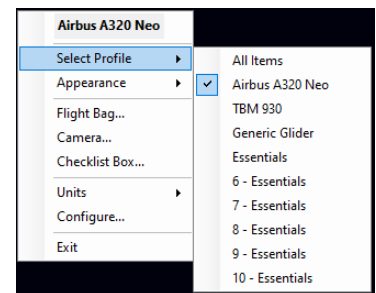 Airbus A320 Neo
Select Profile
Appearance
Flight Bag...
Camera...
Checklist Box...
Units
Configure...
Exit
All Items
Airbus A320 Neo
TBM 930
Generic Glider
Essentials
6 - Essentials
7 - Essentials
8 - Essentials
9 - Essentials
10 - Essentials